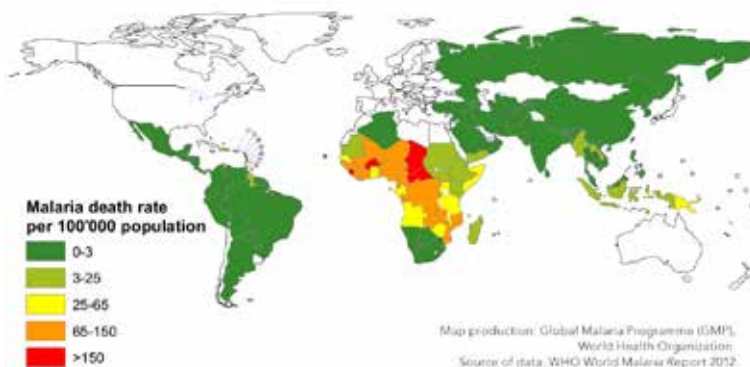 Malaria death rate
per 100'000 population
0-3
3-25
25-65
65-150
>150
Map production: Global Malaria Programme (GMP),
World Health Organization.
Source of data: WHO World Malaria Report 2012